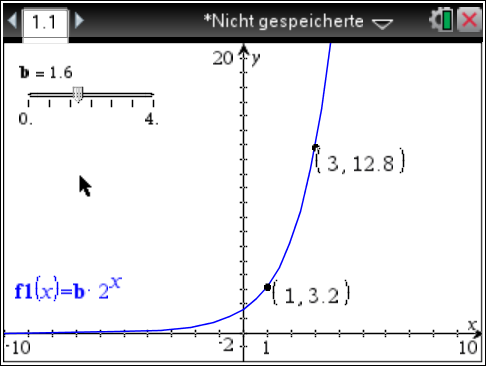 1.1
*Nicht gespeicherte
20
y
b = 1.6
0.
4.
( 3, 12.8 )
f1(x)=b· 2^x
( 1, 3.2 )
x
-10
-2
1
10